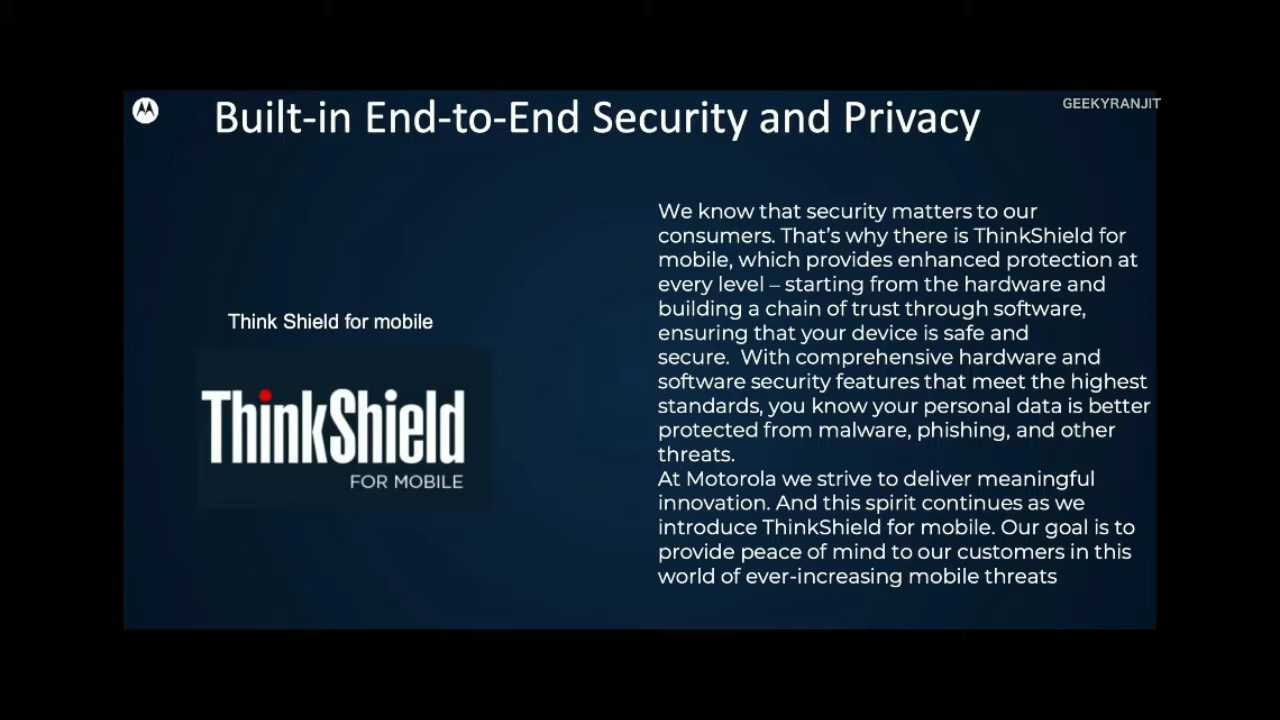 Built-in End-to-End Security and Privacy
GEEKYRANJIT
Think Shield for mobile
ThinkShield
FOR MOBILE
We know that security matters to our
consumers. That’s why there is ThinkShield for
mobile, which provides enhanced protection at
every level – starting from the hardware and
building a chain of trust through software,
ensuring that your device is safe and
secure.  With comprehensive hardware and
software security features that meet the highest
standards, you know your personal data is better
protected from malware, phishing, and other
threats.
At Motorola we strive to deliver meaningful
innovation. And this spirit continues as we
introduce ThinkShield for mobile. Our goal is to
provide peace of mind to our customers in this
world of ever-increasing mobile threats